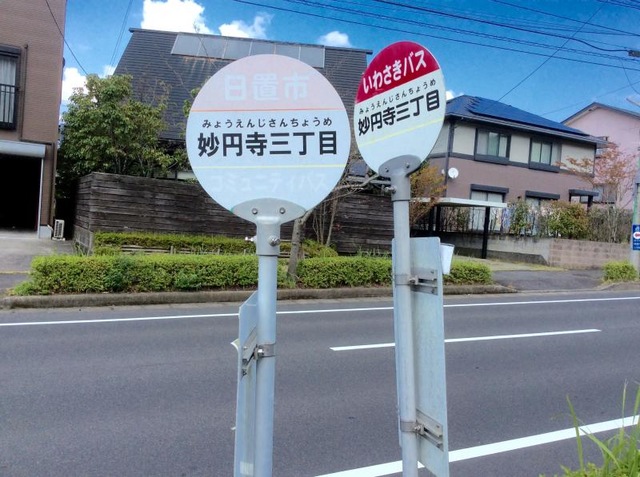 日置市
みょうえんじさんちょうめ
妙円寺三丁目
コミュニティバス
いわさきバス
みょうえんじさんちょうめ
妙円寺三丁目